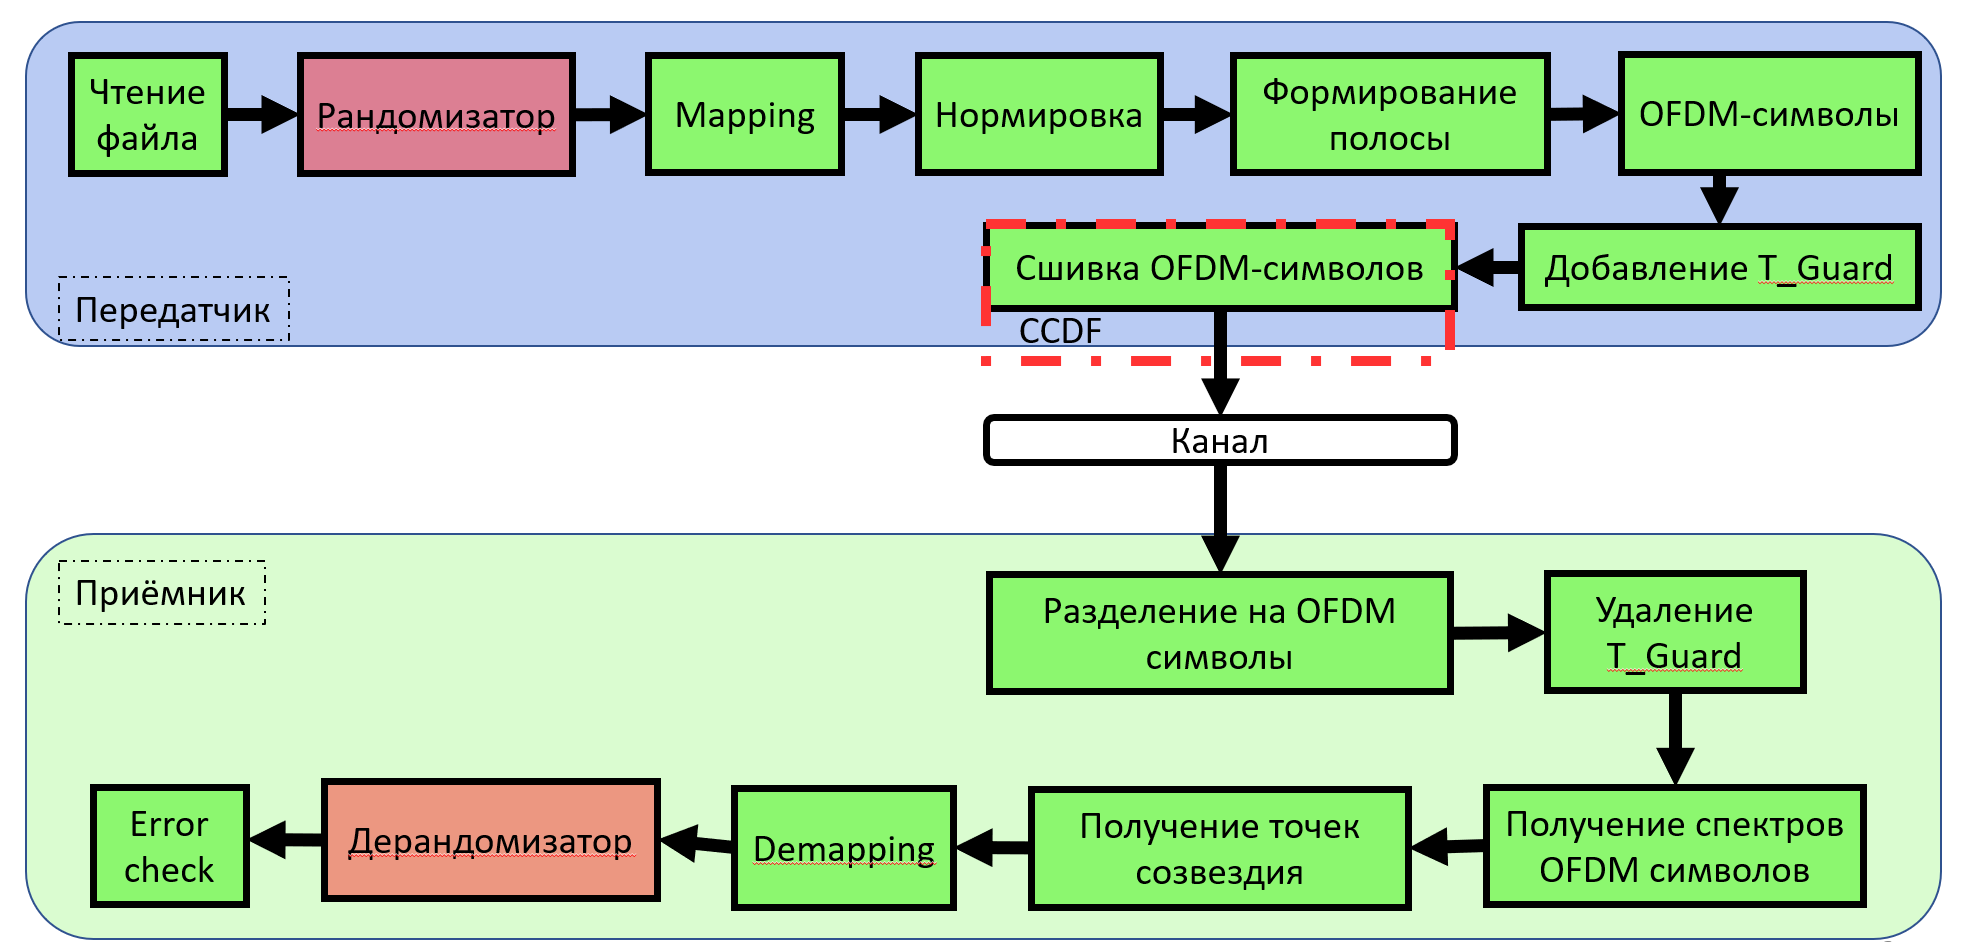 Чтение
файла
Рандомизатор
Mapping
Нормировка
Формирование
полосы
OFDM-символы
Добавление T_Guard
Сшивка OFDM-символов
CCDF
Передатчик
Канал
Приёмник
Разделение на OFDM
символы
Удаление
T_Guard
Получение спектров
OFDM символов
Получение точек
созвездия
Demapping
Дерандомизатор
Error
check